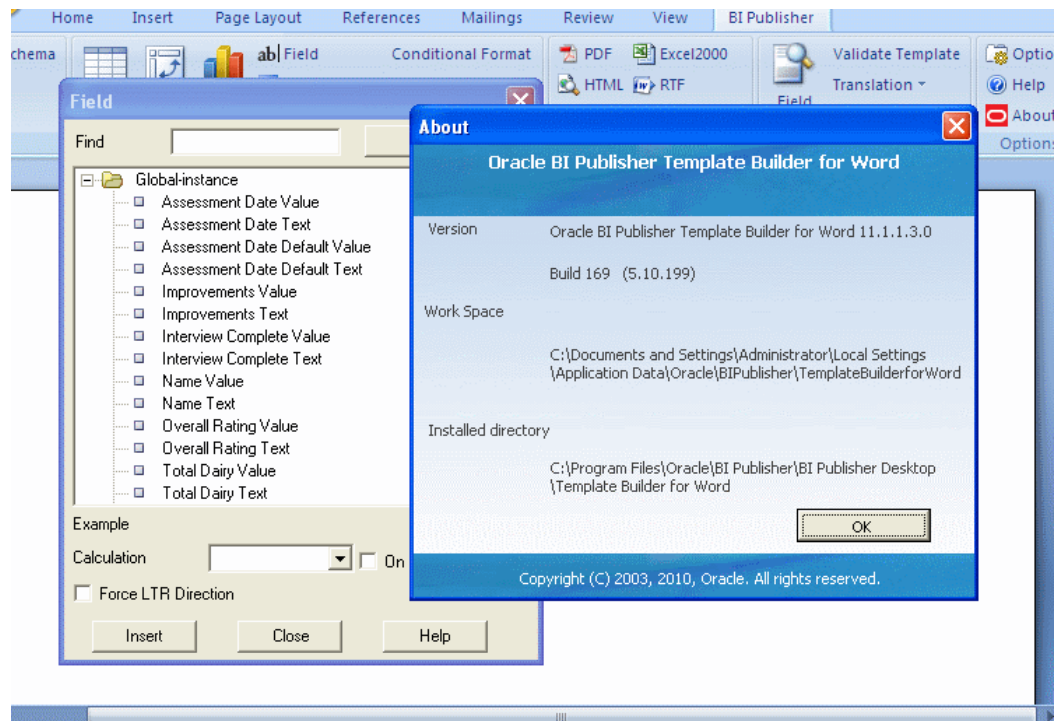 Home Insert Page Layout References Mailings Review View BI Publisher
chema
ab Field
Conditional Format
PDF
Excel2000
HTML
RTF
Field
Validate Template
Translation
Optio
Help
About
Options
Field
Find
Global-instance
Assessment Date Value
Assessment Date Text
Assessment Date Default Value
Assessment Date Default Text
Improvements Value
Improvements Text
Interview Complete Value
Interview Complete Text
Name Value
Name Text
Overall Rating Value
Overall Rating Text
Total Dairy Value
Total Dairy Text
Example
Calculation
On
Force LTR Direction
Insert Close Help
About
Oracle BI Publisher Template Builder for Word
Version
Oracle BI Publisher Template Builder for Word 11.1.1.3.0
Build 169 (5.10.199)
Work Space
C:\Documents and Settings\Administrator\Local Settings
\Application Data\Oracle\BIPublisher\TemplateBuilderforWord
Installed directory
C:\Program Files\Oracle\BI Publisher\BI Publisher Desktop
\Template Builder for Word
OK
Copyright (C) 2003, 2010, Oracle. All rights reserved.